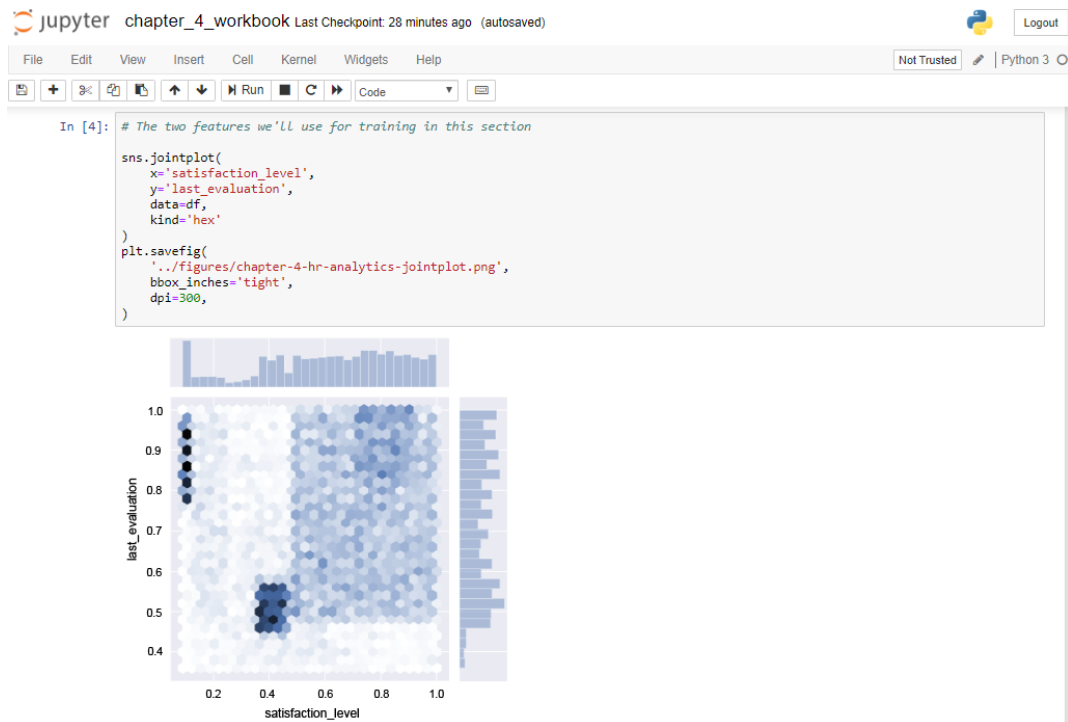 jupyter chapter_4_workbook Last Checkpoint: 28 minutes ago (autosaved)
Logout
File Edit View Insert Cell Kernel Widgets Help
Not Trusted Python 3
Run Code
In [4]: # The two features we'll use for training in this section
sns.jointplot(
    x='satisfaction_level',
    y='last_evaluation',
    data=df,
    kind='hex'
)
plt.savefig(
    '../figures/chapter-4-hr-analytics-jointplot.png',
    bbox_inches='tight',
    dpi=300,
)
1.0
0.9
0.8
0.7
0.6
0.5
0.4
last_evaluation
0.2 0.4 0.6 0.8 1.0
satisfaction_level